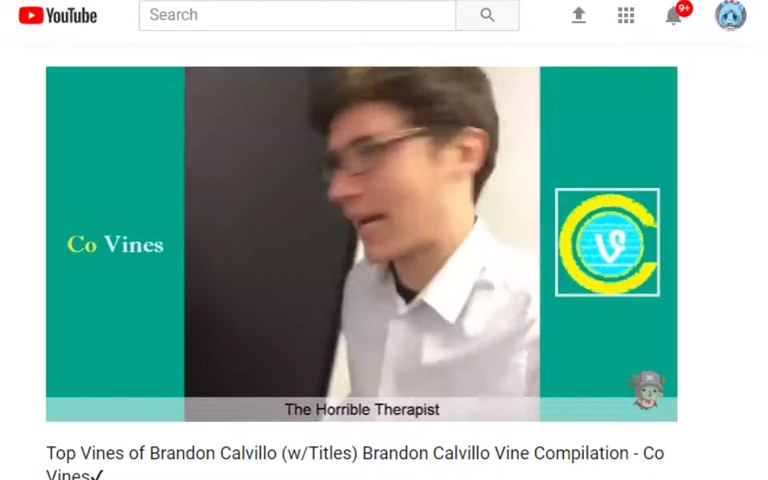 YouTube
Search
9+
Co Vines
The Horrible Therapist
Top Vines of Brandon Calvillo (w/Titles) Brandon Calvillo Vine Compilation - Co
Vines✓